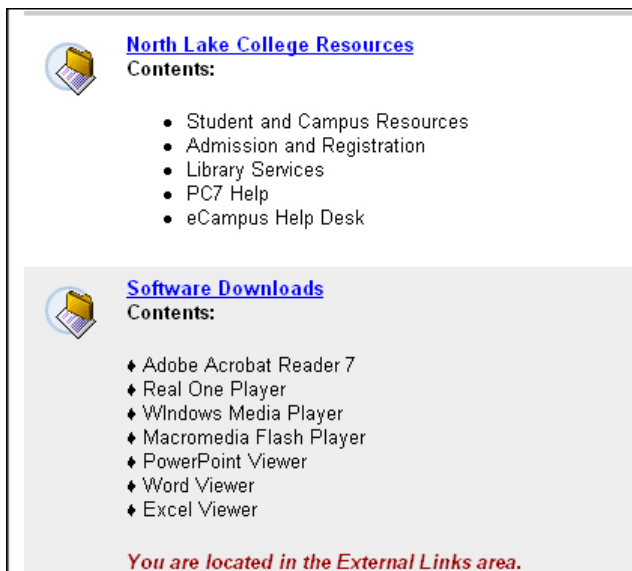 North Lake College Resources
Contents:
• Student and Campus Resources
• Admission and Registration
• Library Services
• PC7 Help
• eCampus Help Desk
Software Downloads
Contents:
♦ Adobe Acrobat Reader 7
♦ Real One Player
♦ WIndows Media Player
♦ Macromedia Flash Player
♦ PowerPoint Viewer
♦ Word Viewer
♦ Excel Viewer
You are located in the External Links area.